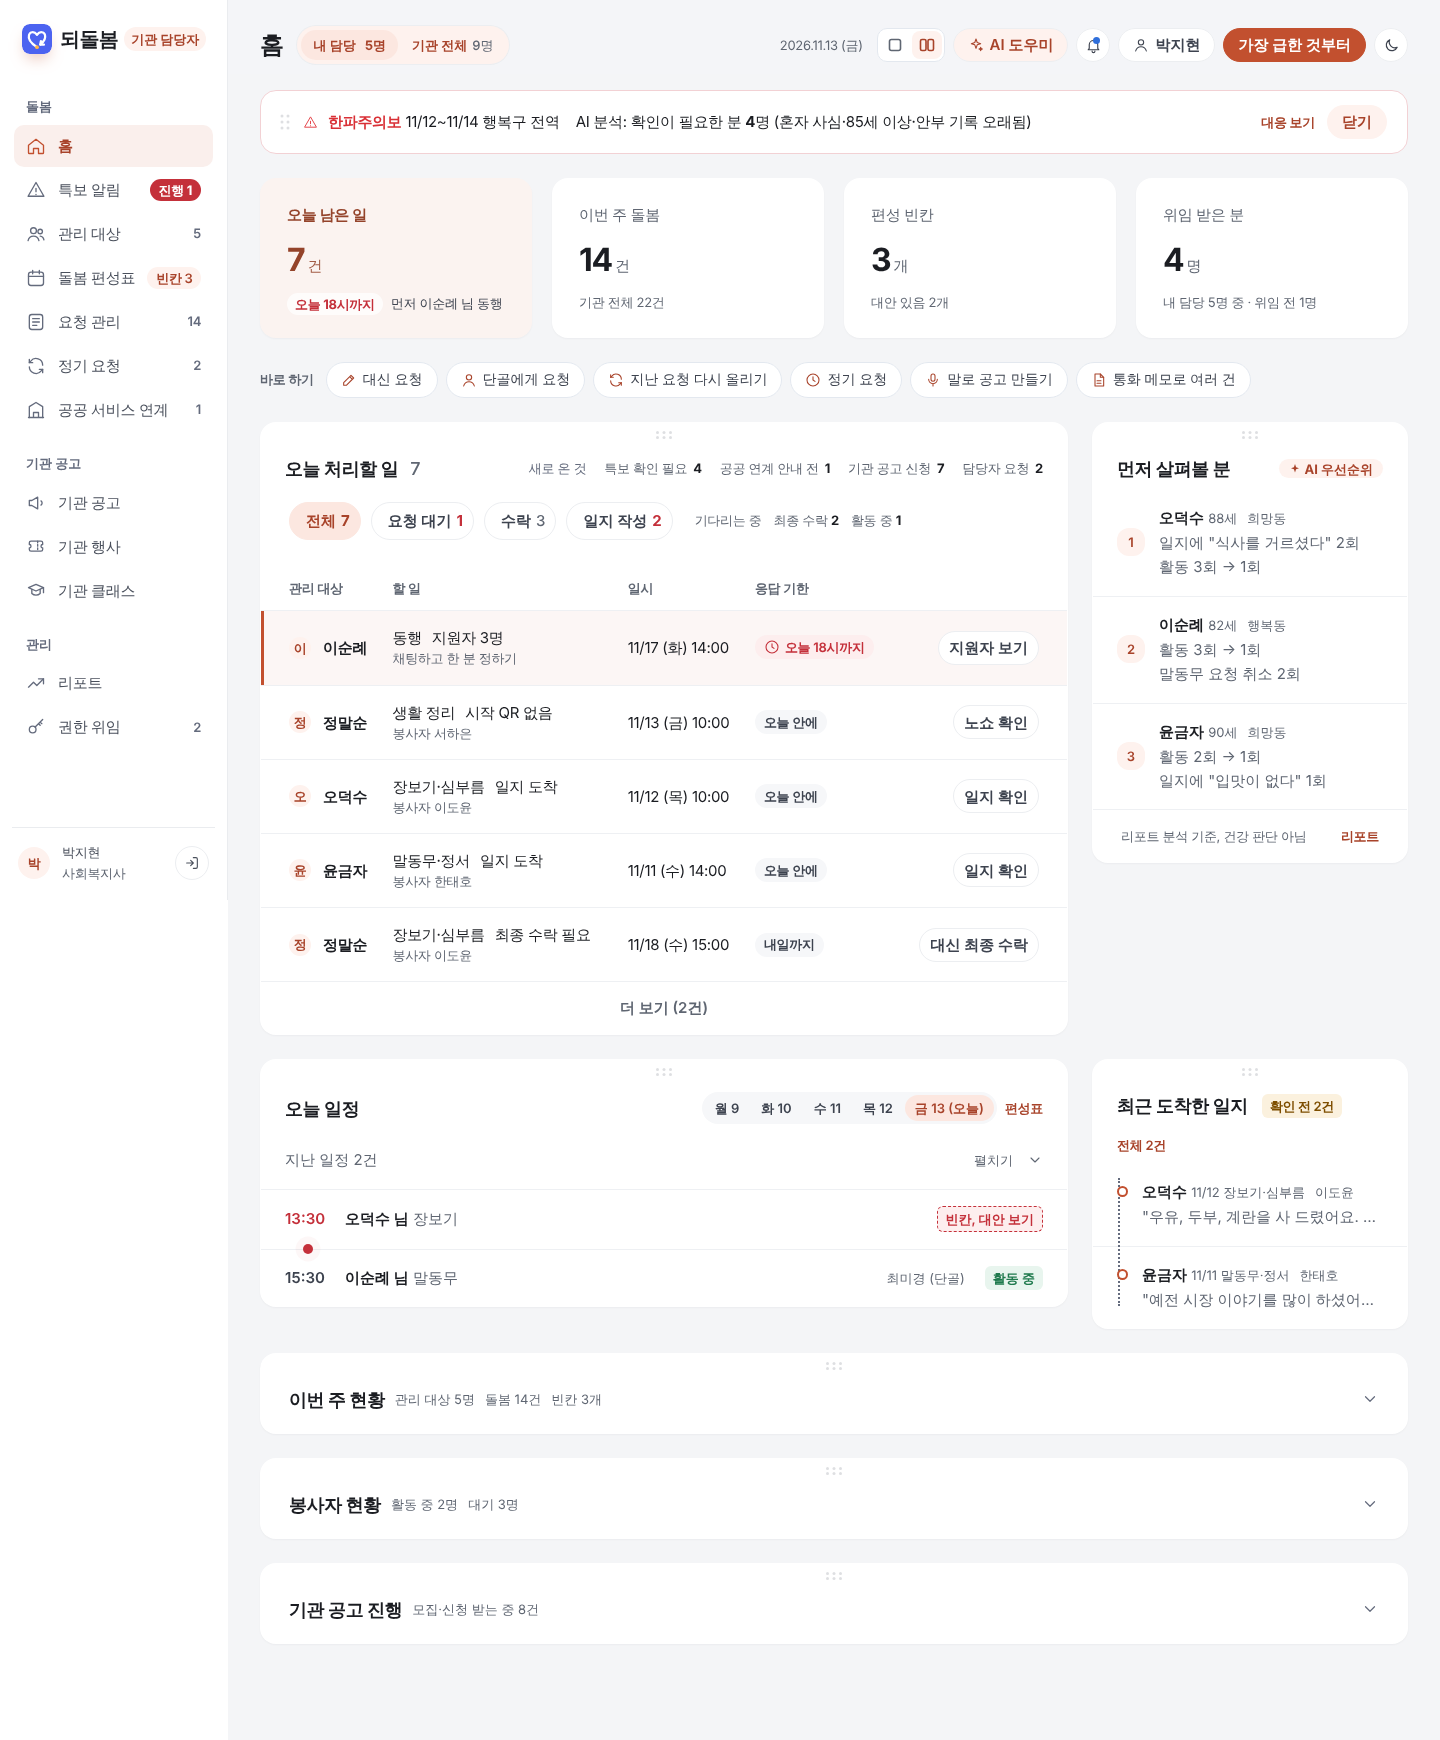 되돌봄 기관 담당자
돌봄
홈
특보 알림 진행 1
관리 대상 5
돌봄 편성표 빈칸 3
요청 관리 14
정기 요청 2
공공 서비스 연계 1
기관 공고
기관 공고
기관 행사
기관 클래스
관리
리포트
권한 위임 2
박 박지현
사회복지사
홈 내 담당 5명 기관 전체 9명 2026.11.13 (금) AI 도우미 박지현 가장 급한 것부터
한파주의보 11/12~11/14 행복구 전역 AI 분석: 확인이 필요한 분 4명 (혼자 사심·85세 이상·안부 기록 오래됨) 대응 보기 닫기
오늘 남은 일
7건
오늘 18시까지 먼저 이순례 님 동행
이번 주 돌봄
14건
기관 전체 22건
편성 빈칸
3개
대안 있음 2개
위임 받은 분
4명
내 담당 5명 중 · 위임 전 1명
바로 하기 대신 요청 단골에게 요청 지난 요청 다시 올리기 정기 요청 말로 공고 만들기 통화 메모로 여러 건
오늘 처리할 일 7 새로 온 것 특보 확인 필요 4 공공 연계 안내 전 1 기관 공고 신청 7 담당자 요청 2
전체 7 요청 대기 1 수락 3 일지 작성 2 기다리는 중 최종 수락 2 활동 중 1
관리 대상 할 일 일시 응답 기한
이 이순례 동행 지원자 3명 11/17 (화) 14:00 오늘 18시까지 지원자 보기
채팅하고 한 분 정하기
정 정말순 생활 정리 시작 QR 없음 11/13 (금) 10:00 오늘 안에 노쇼 확인
봉사자 서하은
오 오덕수 장보기·심부름 일지 도착 11/12 (목) 10:00 오늘 안에 일지 확인
봉사자 이도윤
윤 윤금자 말동무·정서 일지 도착 11/11 (수) 14:00 오늘 안에 일지 확인
봉사자 한태호
정 정말순 장보기·심부름 최종 수락 필요 11/18 (수) 15:00 내일까지 대신 최종 수락
봉사자 이도윤
더 보기 (2건)
먼저 살펴볼 분 AI 우선순위
1 오덕수 88세 희망동
일지에 "식사를 거르셨다" 2회
활동 3회 → 1회
2 이순례 82세 행복동
활동 3회 → 1회
말동무 요청 취소 2회
3 윤금자 90세 희망동
활동 2회 → 1회
일지에 "입맛이 없다" 1회
리포트 분석 기준, 건강 판단 아님 리포트
오늘 일정 월 9 화 10 수 11 목 12 금 13 (오늘) 편성표
지난 일정 2건 펼치기
13:30 오덕수 님 장보기 빈칸, 대안 보기
15:30 이순례 님 말동무 최미경 (단골) 활동 중
최근 도착한 일지 확인 전 2건
전체 2건
오덕수 11/12 장보기·심부름 이도윤
"우유, 두부, 계란을 사 드렸어요. ...
윤금자 11/11 말동무·정서 한태호
"예전 시장 이야기를 많이 하셨어...
이번 주 현황 관리 대상 5명 돌봄 14건 빈칸 3개
봉사자 현황 활동 중 2명 대기 3명
기관 공고 진행 모집·신청 받는 중 8건